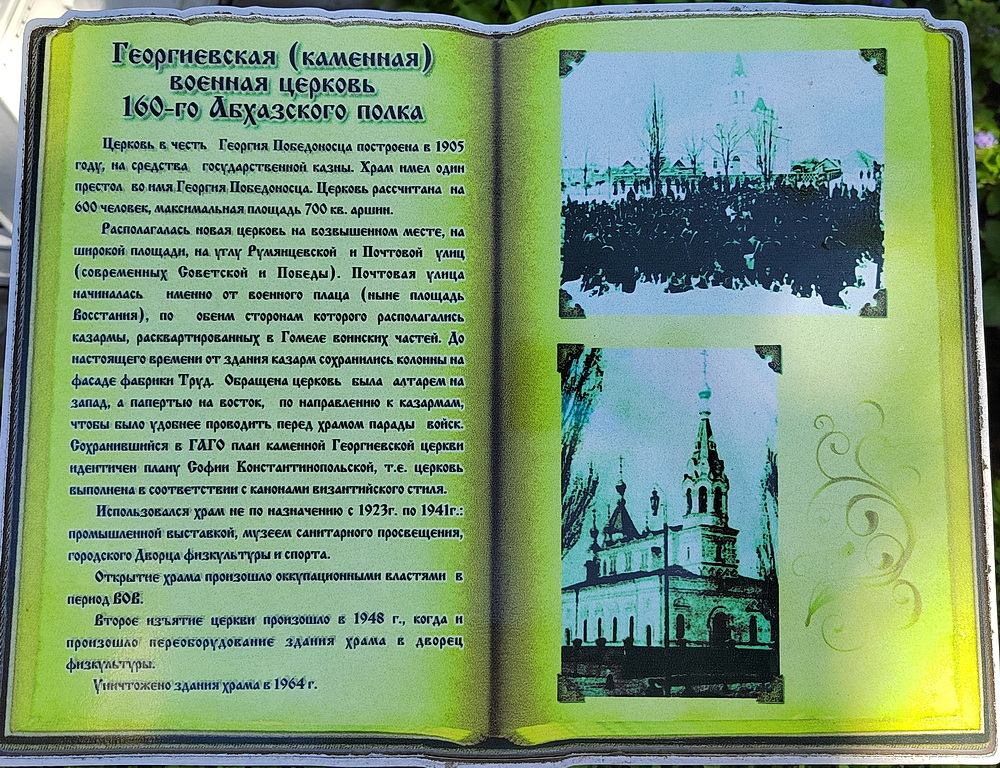 Георгиевская (каменная)
военная церковь
160-го Абхазского полка
Церковь в честь Георгия Победоносца построена в 1905
году, на средства государственной казны. Храм имел один
престол во имя Георгия Победоносца. Церковь рассчитана на
600 человек, максимальная площадь 700 кв. аршин.
Располагалась новая церковь на возвышенном месте, на
широкой площади, на углу Румянцевской и Почтовой улиц
(современных Советской и Победы). Почтовая улица
начиналась именно от военного плаца (ныне площадь
Восстания), по обеим сторонам которого располагались
казармы, расквартированных в Гомеле воинских частей. До
настоящего времени от здания казарм сохранились колонны на
фасаде фабрики Труд. Обращена церковь была алтарем на
запад, а папертью на восток, по направлению к казармам,
чтобы было удобнее проводить перед храмом парады войск.
Сохранившийся в ГАГО план каменной Георгиевской церкви
идентичен плану Софии Константинопольской, т.е. церковь
выполнена в соответствии с канонами византийского стиля.
Использовался храм не по назначению с 1923г. по 1941г.:
промышленной выставкой, музеем санитарного просвещения,
городского Дворца физкультуры и спорта.
Открытие храма произошло оккупационными властями в
период ВОВ.
Второе изъятие церкви произошло в 1948 г., когда и
произошло переоборудование здания храма в дворец
физкультуры.
Уничтожено здания храма в 1964 г.